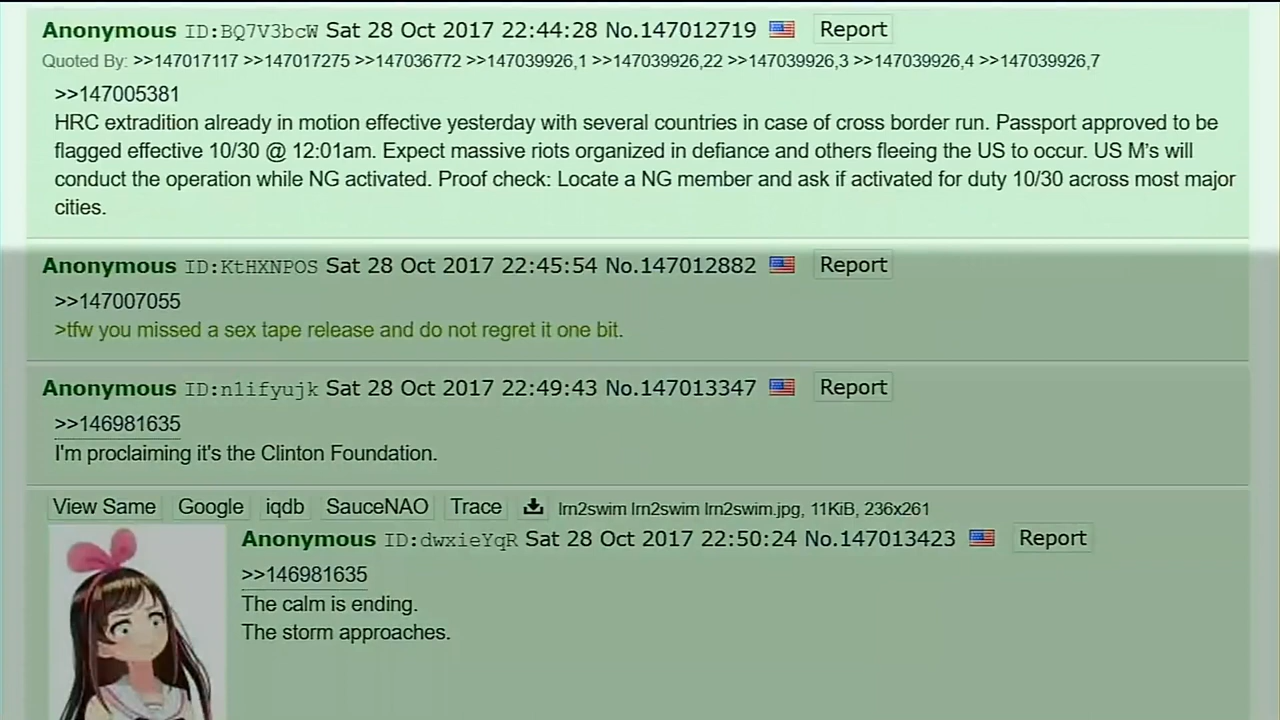 Anonymous ID:BQ7V3bcW Sat 28 Oct 2017 22:44:28 No.147012719 Report
Quoted By: >>147017117 >>147017275 >>147036772 >>147039926,1 >>147039926,22 >>147039926,3 >>147039926,4 >>147039926,7
>>147005381
HRC extradition already in motion effective yesterday with several countries in case of cross border run. Passport approved to be
flagged effective 10/30 @ 12:01am. Expect massive riots organized in defiance and others fleeing the US to occur. US M's will
conduct the operation while NG activated. Proof check: Locate a NG member and ask if activated for duty 10/30 across most major
cities.
Anonymous ID:KtHXNPOS Sat 28 Oct 2017 22:45:54 No.147012882 Report
>>147007055
>tfw you missed a sex tape release and do not regret it one bit.
Anonymous ID:n1ifyujk Sat 28 Oct 2017 22:49:43 No.147013347 Report
>>146981635
I'm proclaiming it's the Clinton Foundation.
View Same Google iqdb SauceNAO Trace lrn2swim lrn2swim lrn2swim.jpg, 11KiB, 236x261
Anonymous ID:dwxieYqR Sat 28 Oct 2017 22:50:24 No.147013423 Report
>>146981635
The calm is ending.
The storm approaches.